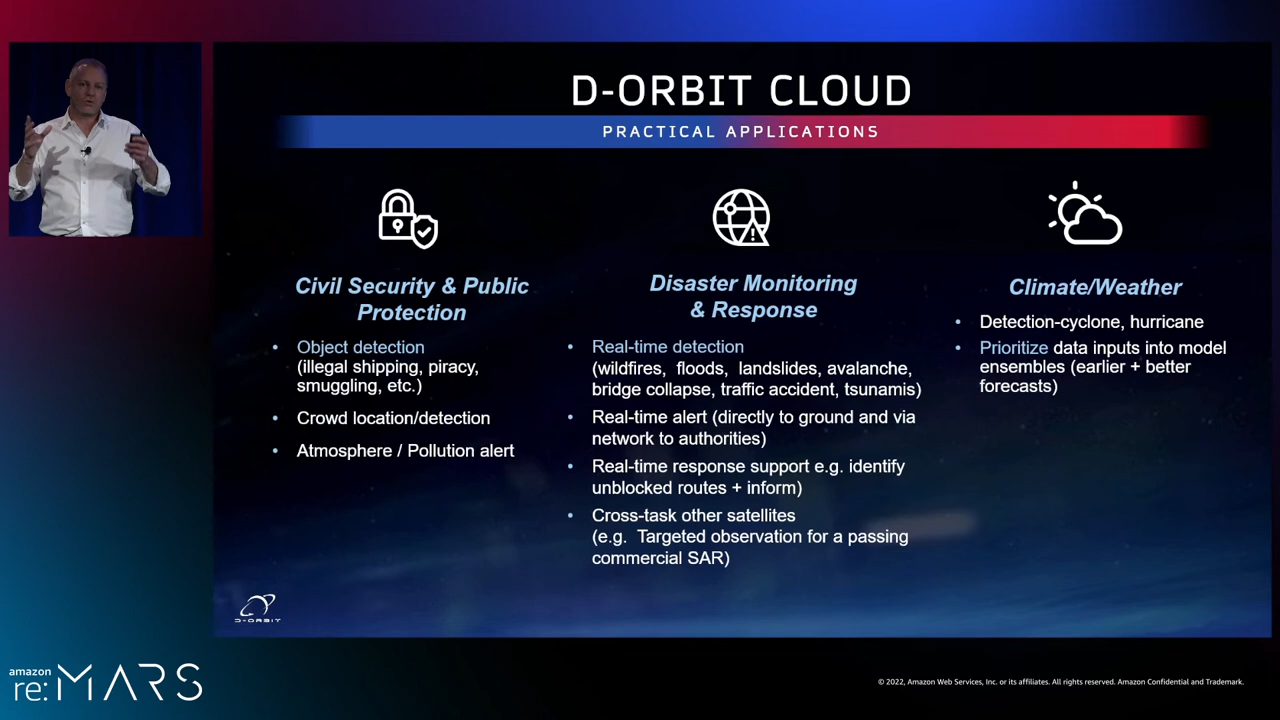 D-ORBIT CLOUD
PRACTICAL APPLICATIONS
Civil Security & Public
Protection
• Object detection
(illegal shipping, piracy,
smuggling, etc.)
• Crowd location/detection
• Atmosphere / Pollution alert
Disaster Monitoring
& Response
• Real-time detection
(wildfires, floods, landslides, avalanche,
bridge collapse, traffic accident, tsunamis)
• Real-time alert (directly to ground and via
network to authorities)
• Real-time response support e.g. identify
unblocked routes + inform)
• Cross-task other satellites
(e.g. Targeted observation for a passing
commercial SAR)
Climate/Weather
• Detection-cyclone, hurricane
• Prioritize data inputs into model
ensembles (earlier + better
forecasts)
D-ORBIT
amazon
re:MARS
© 2022, Amazon Web Services, Inc. or its affiliates. All rights reserved. Amazon Confidential and Trademark.